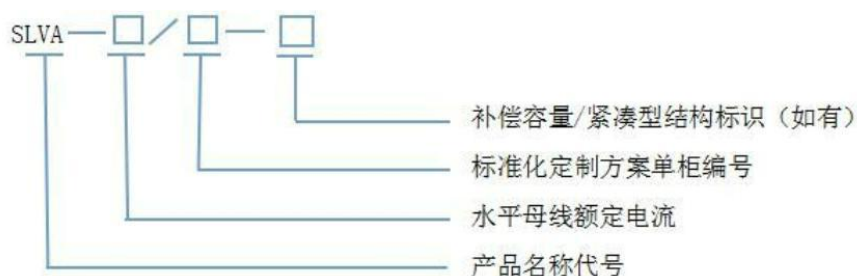 SLVA—□/□—□
补偿容量/紧凑型结构标识（如有）
标准化定制方案单柜编号
水平母线额定电流
产品名称代号